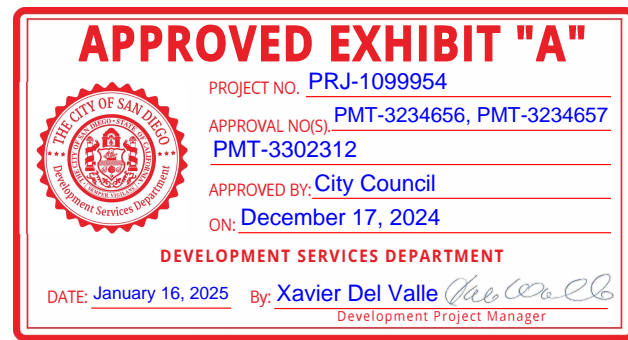 APPROVED EXHIBIT "A"
PROJECT NO. PRJ-1099954
APPROVAL NO(S). PMT-3234656, PMT-3234657
PMT-3302312
APPROVED BY: City Council
ON: December 17, 2024
THE CITY OF SAN DIEGO
Development Services Department
DEVELOPMENT SERVICES DEPARTMENT
DATE: January 16, 2025 By: Xavier Del Valle
Development Project Manager